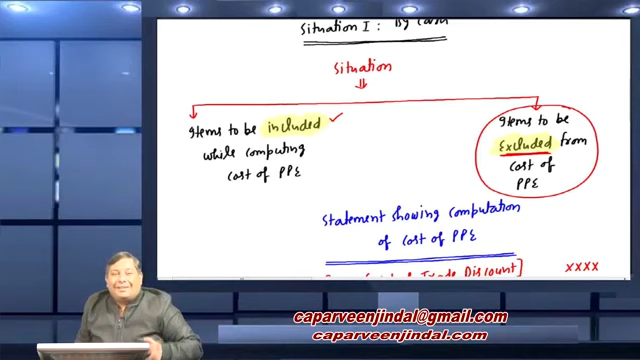 Situation I : By Cash
Situation
Items to be included
while computing
cost of PPE
Items to be
Excluded from
cost of
PPE
Statement showing computation
of cost of PPE
Trade Discount] xxxx
caparveenjindal@gmail.com
caparveenjindal.com